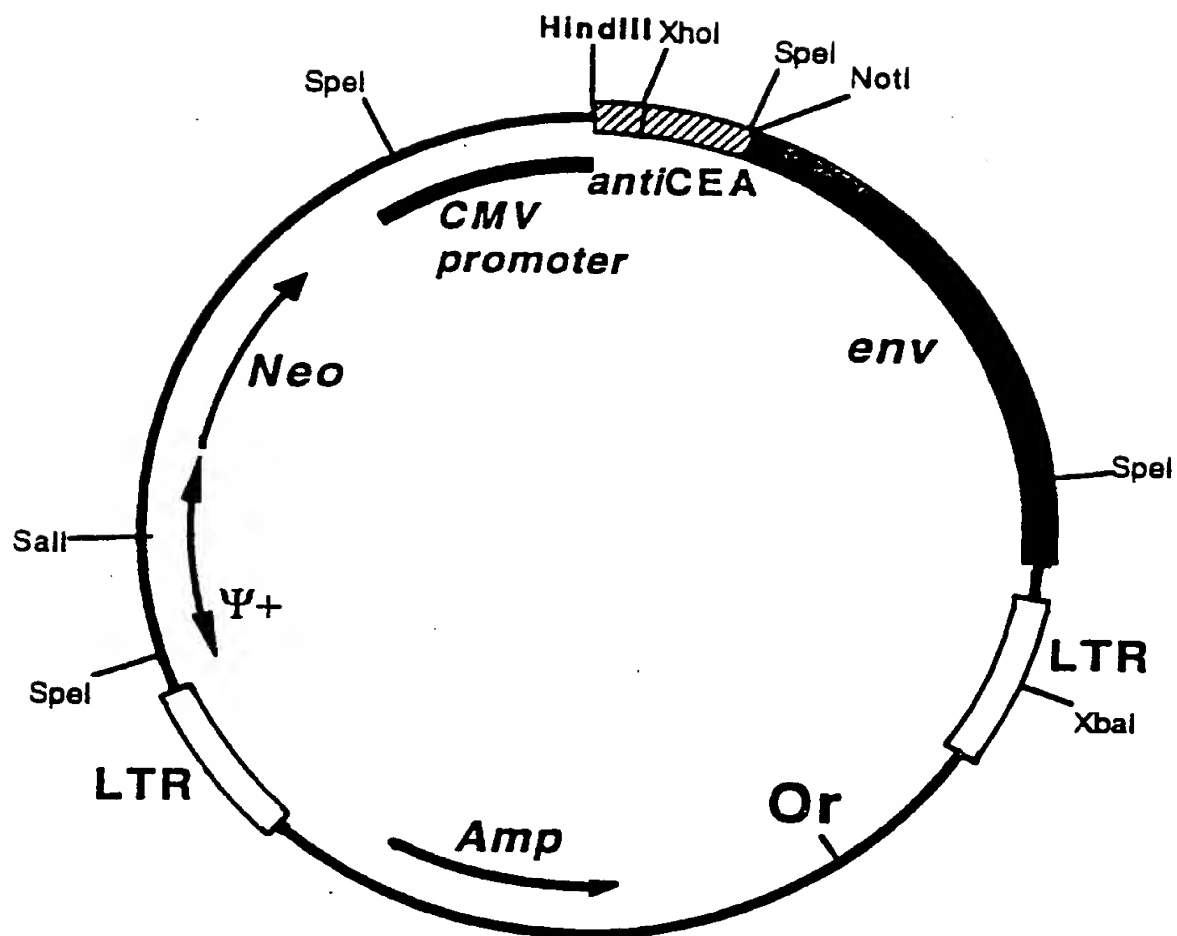 HindIII XhoI
SpeI
SpeI
NotI
antiCEA
CMV
promoter
env
Neo
SpeI
SalI
Ψ+
LTR
SpeI
XbaI
LTR
Or
Amp